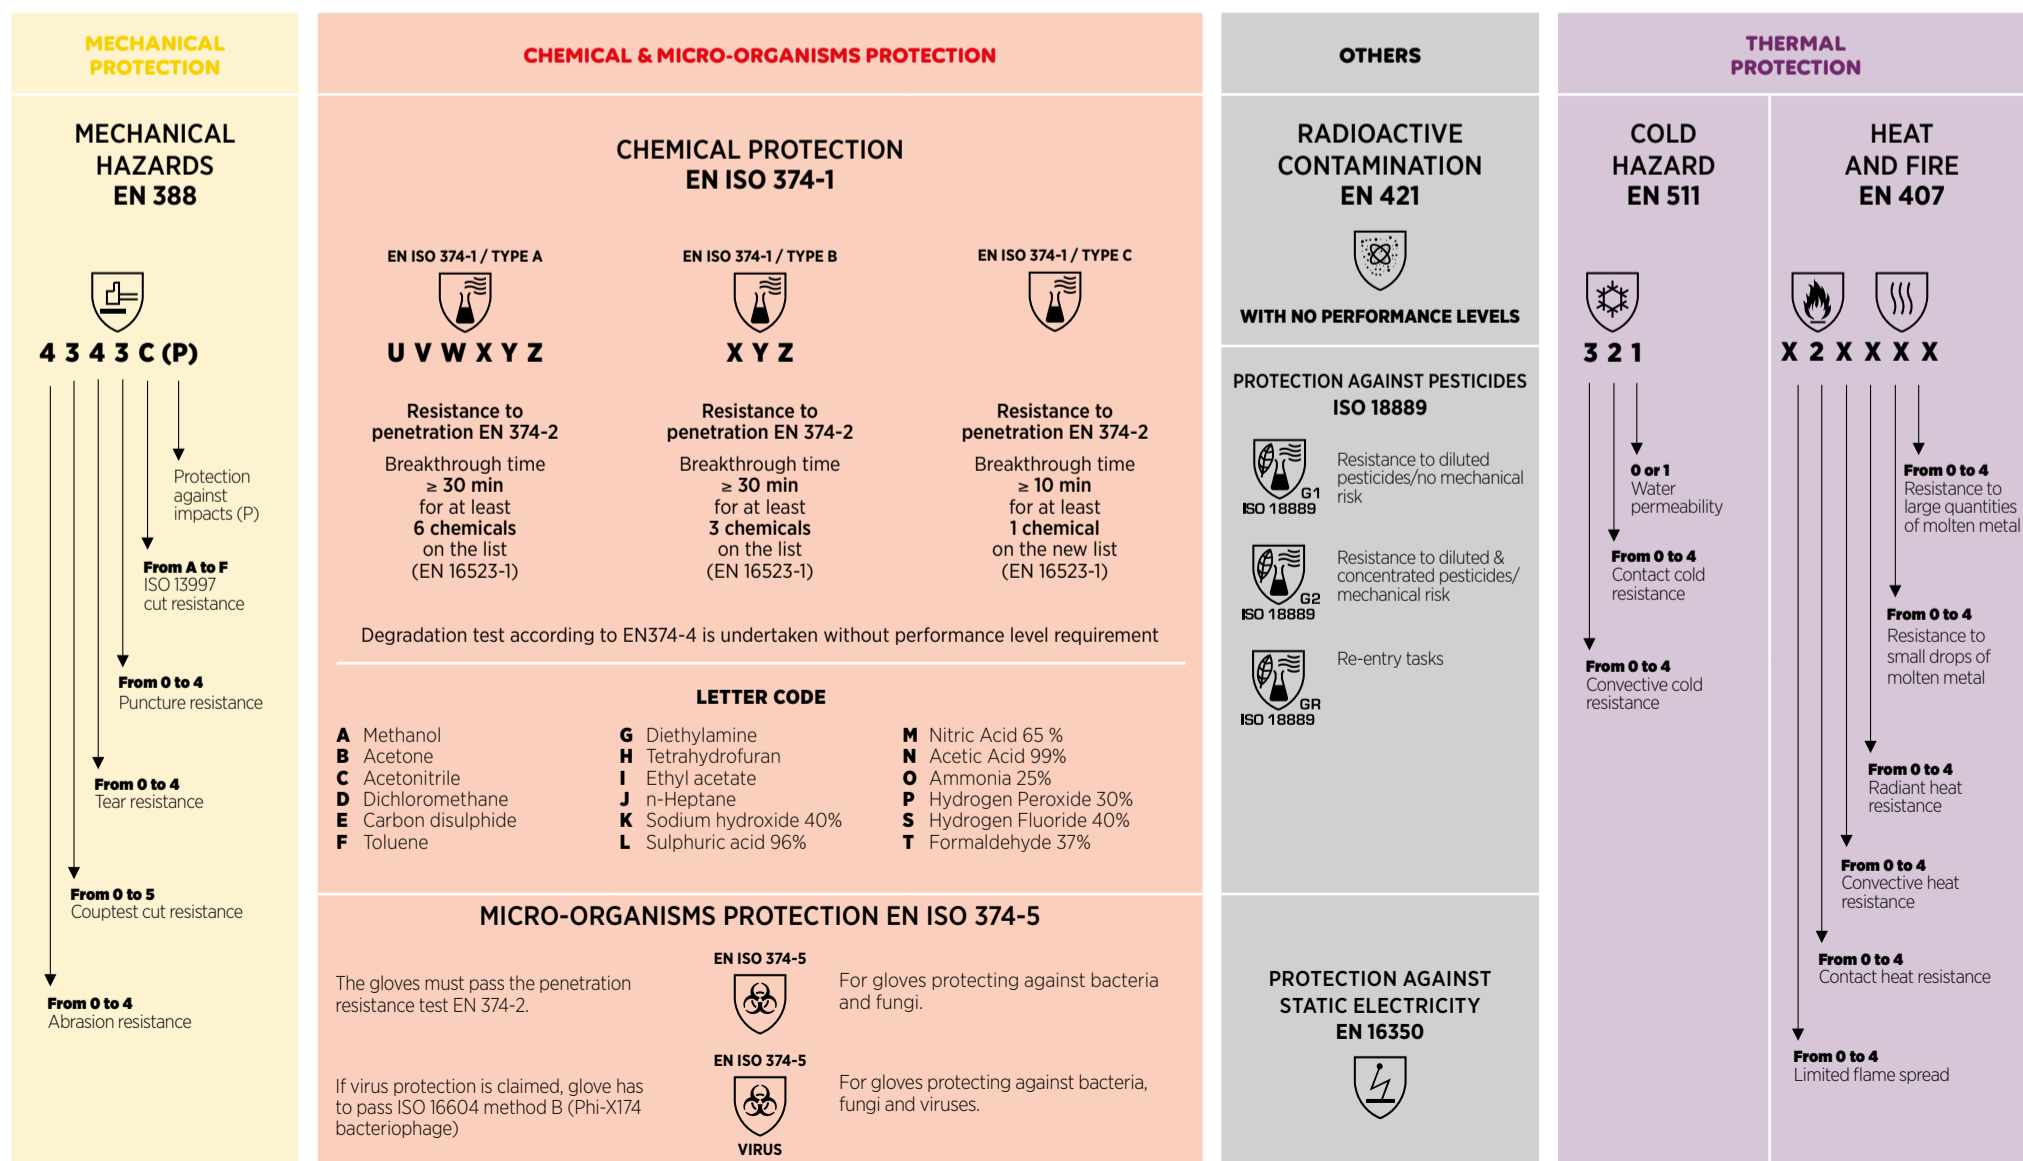 MECHANICAL
PROTECTION
MECHANICAL
HAZARDS
EN 388
4 3 4 3 C (P)
Protection
against
impacts (P)
From A to F
ISO 13997
cut resistance
From 0 to 4
Puncture resistance
From 0 to 4
Tear resistance
From 0 to 5
Couptest cut resistance
From 0 to 4
Abrasion resistance
CHEMICAL & MICRO-ORGANISMS PROTECTION
CHEMICAL PROTECTION
EN ISO 374-1
EN ISO 374-1 / TYPE A
U V W X Y Z
Resistance to
penetration EN 374-2
Breakthrough time
≥ 30 min
for at least
6 chemicals
on the list
(EN 16523-1)
EN ISO 374-1 / TYPE B
X Y Z
Resistance to
penetration EN 374-2
Breakthrough time
≥ 30 min
for at least
3 chemicals
on the list
(EN 16523-1)
EN ISO 374-1 / TYPE C
Resistance to
penetration EN 374-2
Breakthrough time
≥ 10 min
for at least
1 chemical
on the new list
(EN 16523-1)
Degradation test according to EN374-4 is undertaken without performance level requirement
LETTER CODE
A Methanol
B Acetone
C Acetonitrile
D Dichloromethane
E Carbon disulphide
F Toluene
G Diethylamine
H Tetrahydrofuran
I Ethyl acetate
J n-Heptane
K Sodium hydroxide 40%
L Sulphuric acid 96%
M Nitric Acid 65 %
N Acetic Acid 99%
O Ammonia 25%
P Hydrogen Peroxide 30%
S Hydrogen Fluoride 40%
T Formaldehyde 37%
MICRO-ORGANISMS PROTECTION EN ISO 374-5
The gloves must pass the penetration
resistance test EN 374-2.
EN ISO 374-5
For gloves protecting against bacteria
and fungi.
If virus protection is claimed, glove has
to pass ISO 16604 method B (Phi-X174
bacteriophage)
EN ISO 374-5
VIRUS
For gloves protecting against bacteria,
fungi and viruses.
OTHERS
RADIOACTIVE
CONTAMINATION
EN 421
WITH NO PERFORMANCE LEVELS
PROTECTION AGAINST PESTICIDES
ISO 18889
G1
ISO 18889
Resistance to diluted
pesticides/no mechanical
risk
G2
ISO 18889
Resistance to diluted &
concentrated pesticides/
mechanical risk
GR
ISO 18889
Re-entry tasks
PROTECTION AGAINST
STATIC ELECTRICITY
EN 16350
THERMAL
PROTECTION
COLD
HAZARD
EN 511
3 2 1
0 or 1
Water
permeability
From 0 to 4
Contact cold
resistance
From 0 to 4
Convective cold
resistance
HEAT
AND FIRE
EN 407
X 2 X X X X
From 0 to 4
Resistance to
large quantities
of molten metal
From 0 to 4
Resistance to
small drops of
molten metal
From 0 to 4
Radiant heat
resistance
From 0 to 4
Convective heat
resistance
From 0 to 4
Contact heat resistance
From 0 to 4
Limited flame spread